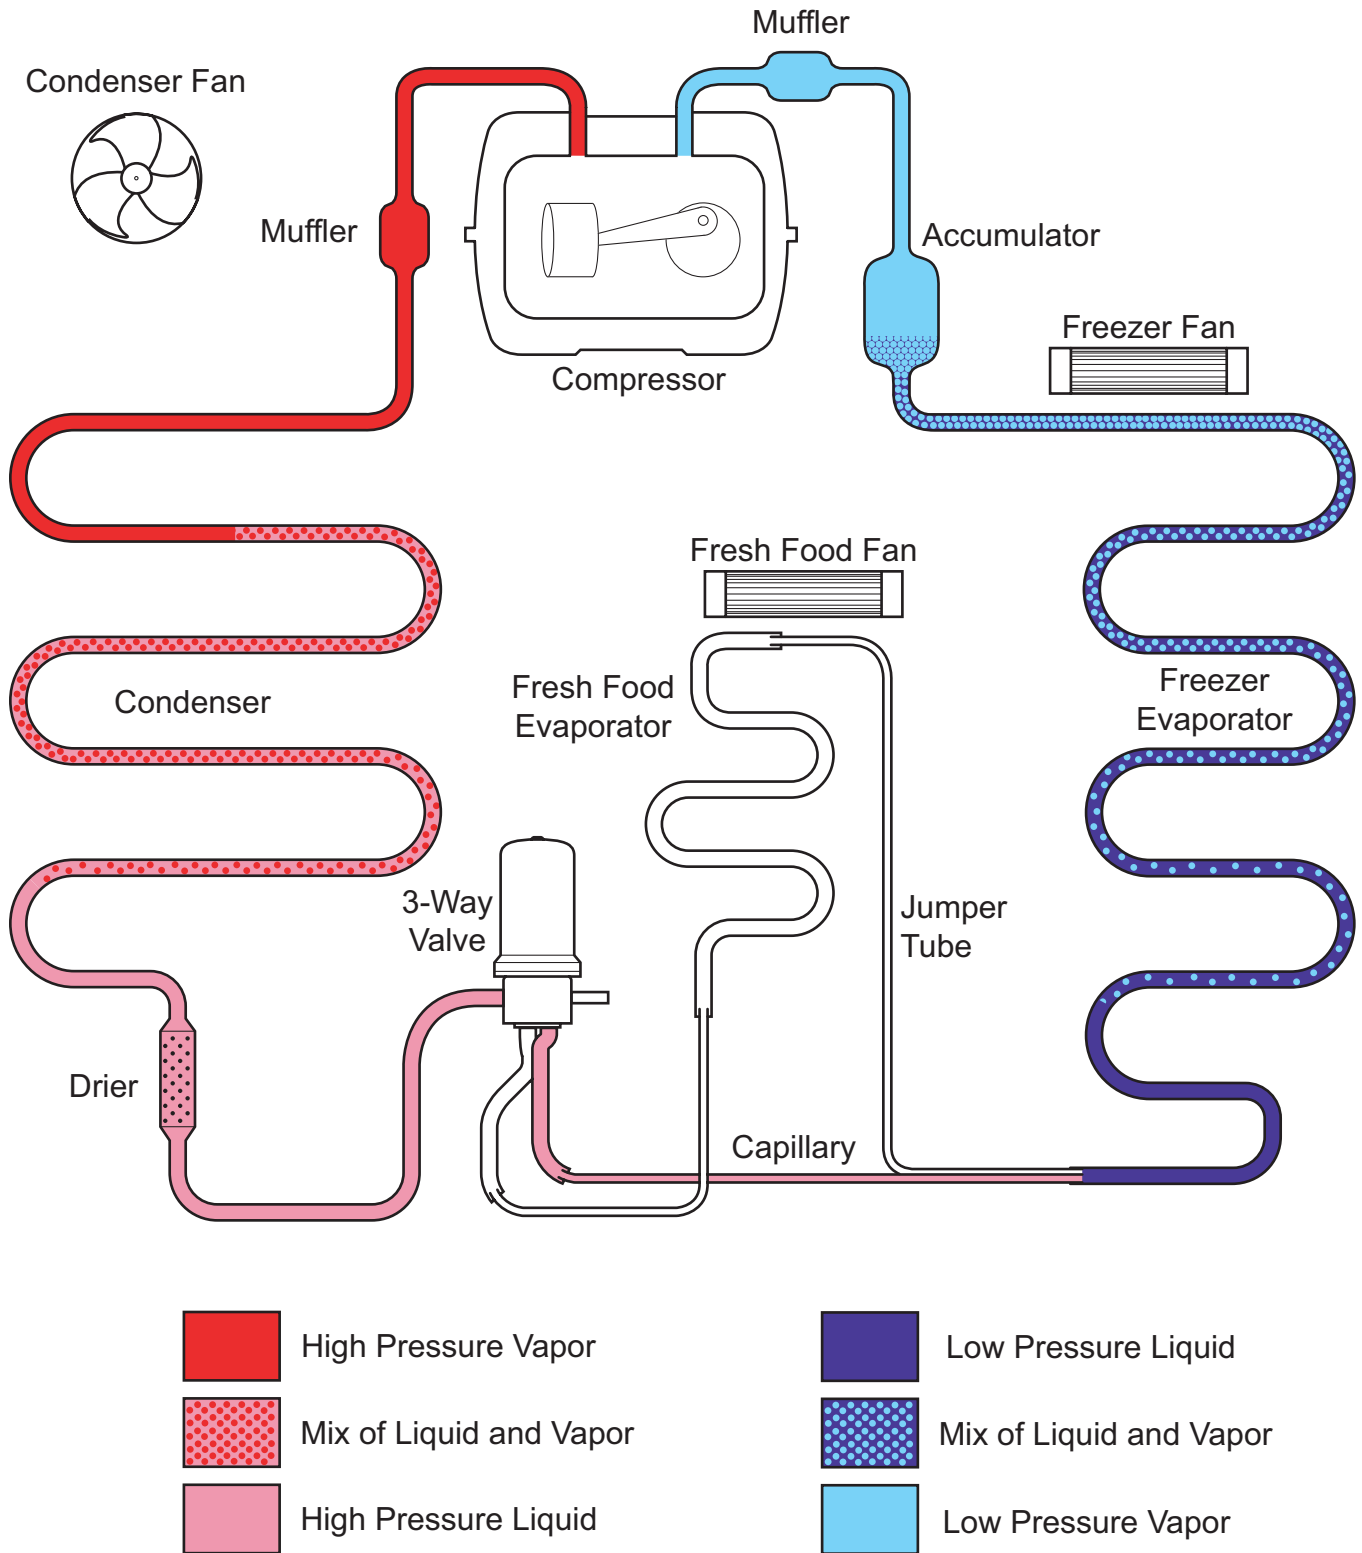 Muffler
Condenser Fan
Muffler
Accumulator
Freezer Fan
Compressor
Fresh Food Fan
Fresh Food
Evaporator
Freezer
Evaporator
Condenser
3-Way
Valve
Jumper
Tube
Drier
Capillary
High Pressure Vapor
Low Pressure Liquid
Mix of Liquid and Vapor
Mix of Liquid and Vapor
High Pressure Liquid
Low Pressure Vapor